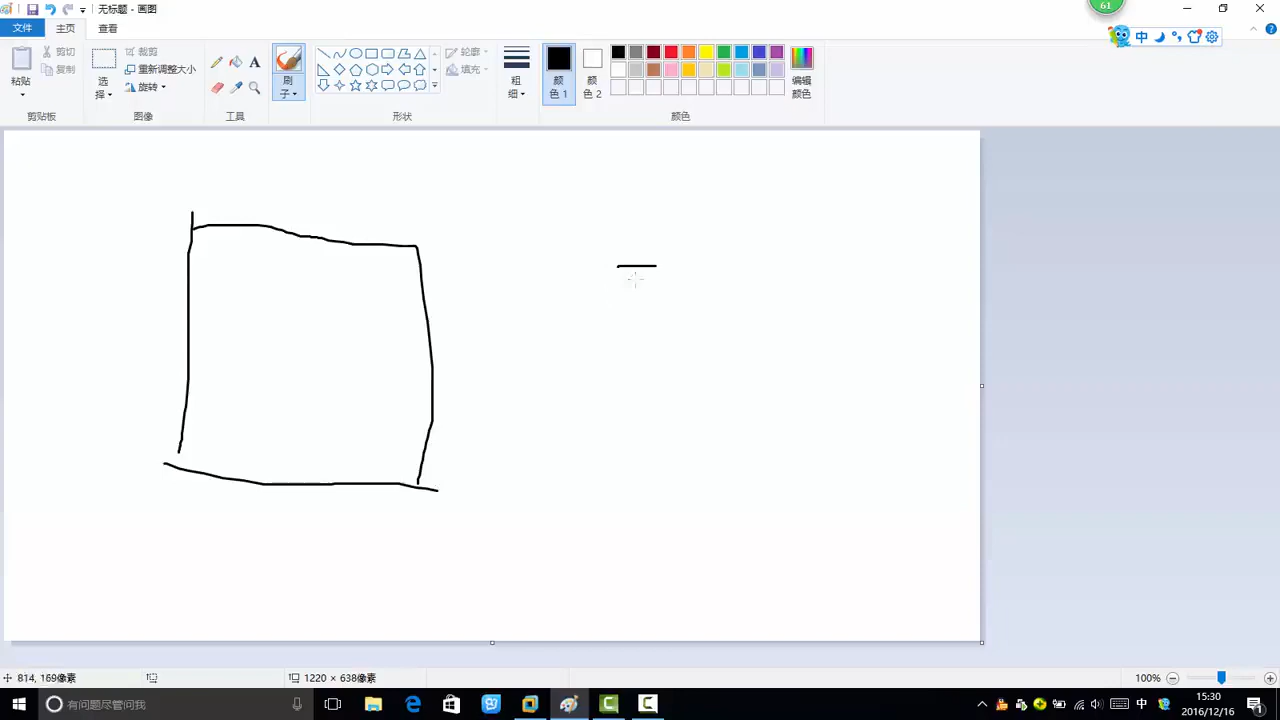 无标题 - 画图
61
文件 主页 查看
中
粘贴
剪切
复制
选择
裁剪
重新调整大小
旋转
A
刷子
轮廓
填充
粗细
颜色 1
颜色 2
编辑颜色
剪贴板 图像 工具 形状 颜色
814, 169像素
1220 × 638像素
100%
有问题尽管问我
中
15:30
2016/12/16
1